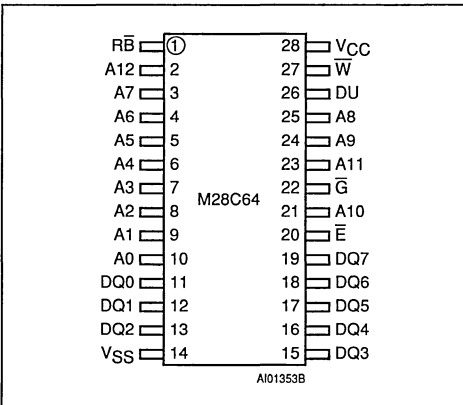 RB̅ 1 28 VCC
A12 2 27 W̅
A7 3 26 DU
A6 4 25 A8
A5 5 24 A9
A4 6 23 A11
A3 7 22 G̅
A2 8 M28C64 21 A10
A1 9 20 E̅
A0 10 19 DQ7
DQ0 11 18 DQ6
DQ1 12 17 DQ5
DQ2 13 16 DQ4
VSS 14 15 DQ3
AI01353B